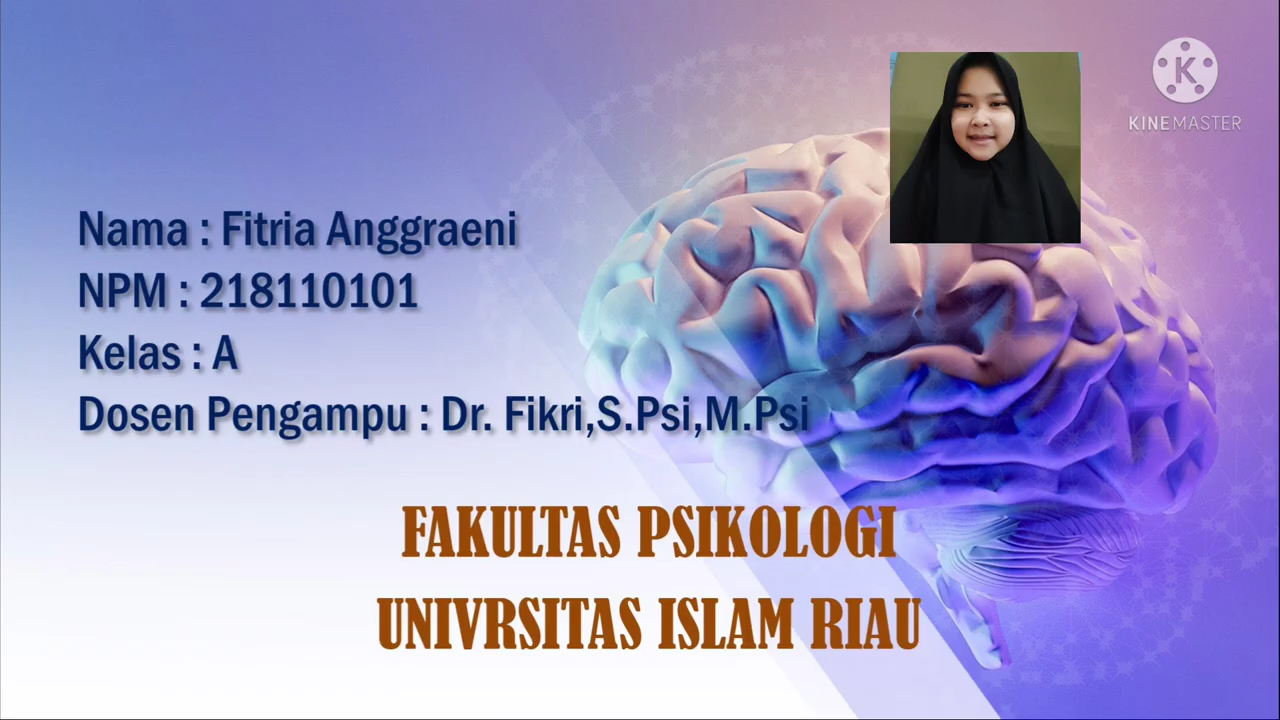 KINEMASTER
Nama : Fitria Anggraeni
NPM : 218110101
Kelas : A
Dosen Pengampu : Dr. Fikri,S.Psi,M.Psi
FAKULTAS PSIKOLOGI
UNIVRSITAS ISLAM RIAU